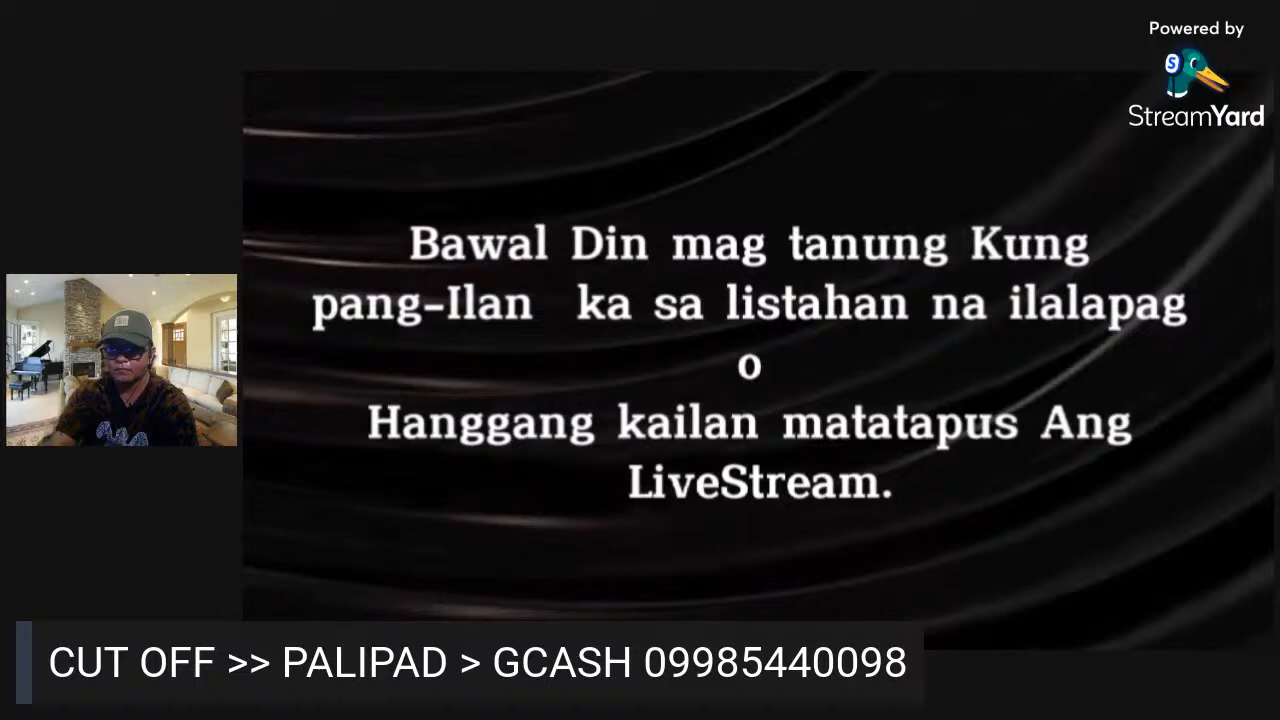 Powered by
StreamYard
Bawal Din mag tanung Kung
pang-Ilan ka sa listahan na ilalapag
o
Hanggang kailan matatapus Ang
LiveStream.
CUT OFF >> PALIPAD > GCASH 09985440098